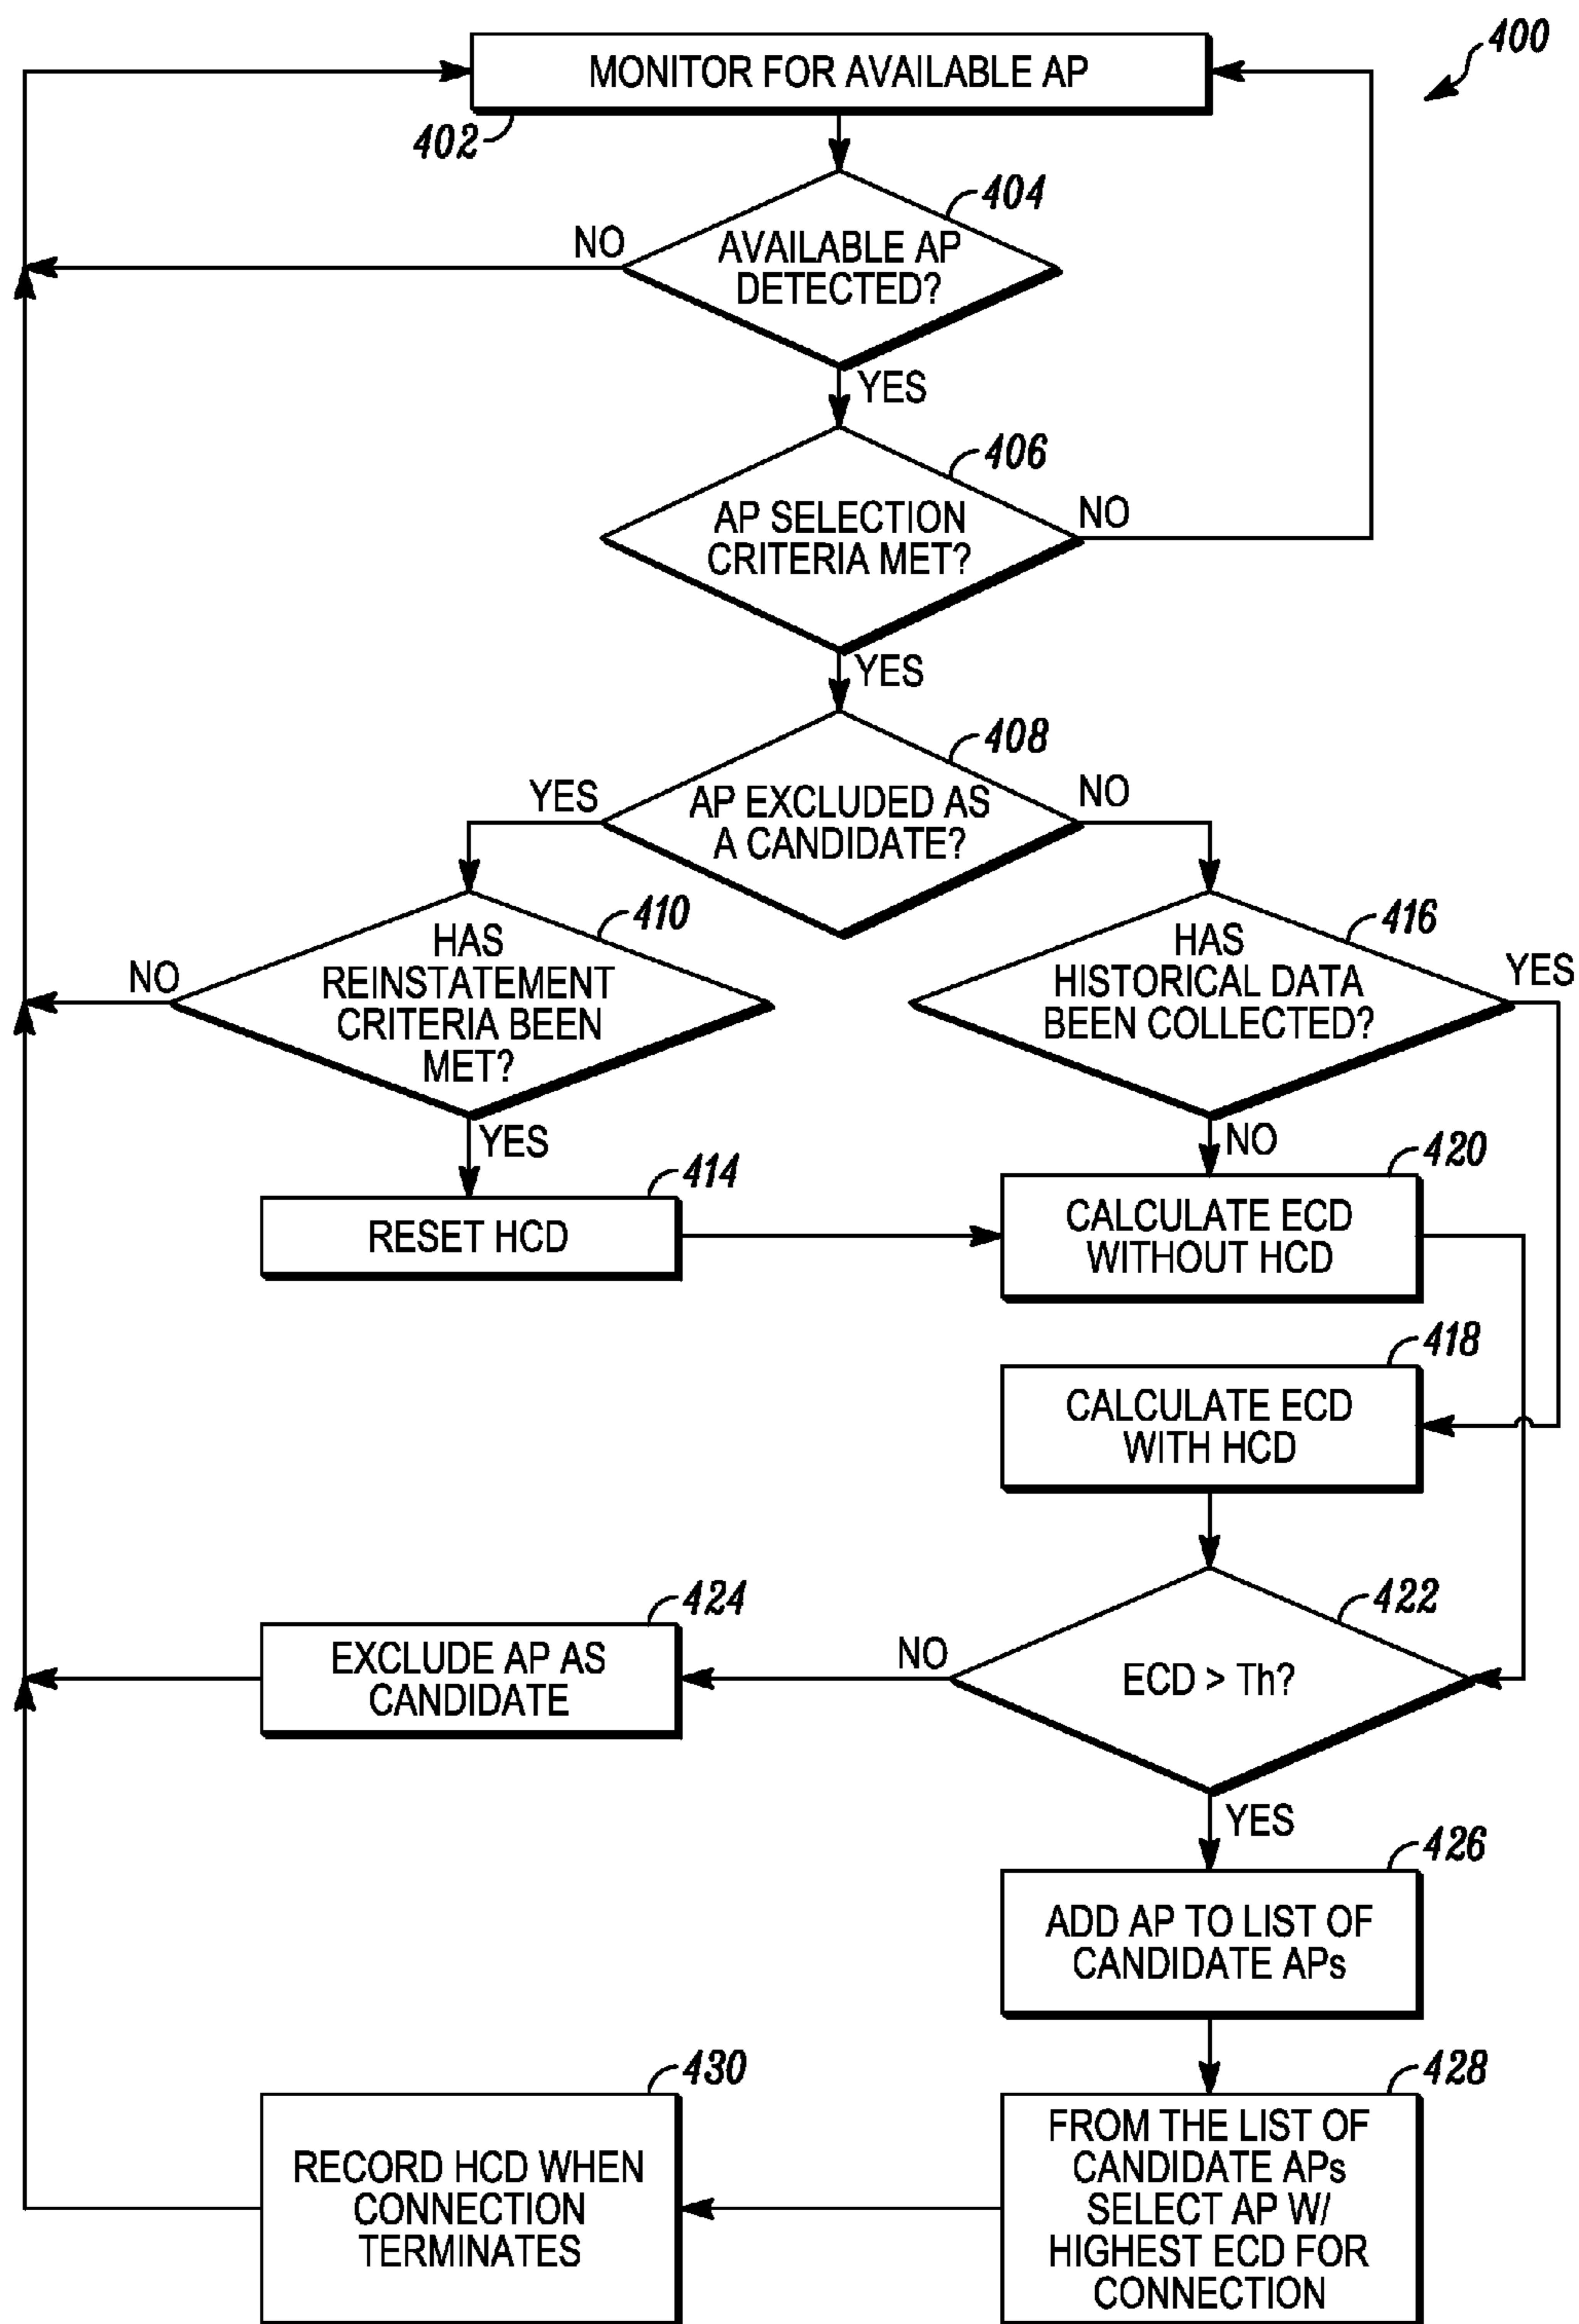 400
MONITOR FOR AVAILABLE AP
402
404
AVAILABLE AP
DETECTED?
NO
YES
406
AP SELECTION
CRITERIA MET?
NO
YES
408
AP EXCLUDED AS
A CANDIDATE?
YES
NO
410
HAS
REINSTATEMENT
CRITERIA BEEN
MET?
NO
YES
416
HAS
HISTORICAL DATA
BEEN COLLECTED?
YES
NO
414
RESET HCD
420
CALCULATE ECD
WITHOUT HCD
418
CALCULATE ECD
WITH HCD
422
ECD > Th?
NO
YES
424
EXCLUDE AP AS
CANDIDATE
426
ADD AP TO LIST OF
CANDIDATE APs
428
FROM THE LIST OF
CANDIDATE APs
SELECT AP W/
HIGHEST ECD FOR
CONNECTION
430
RECORD HCD WHEN
CONNECTION
TERMINATES